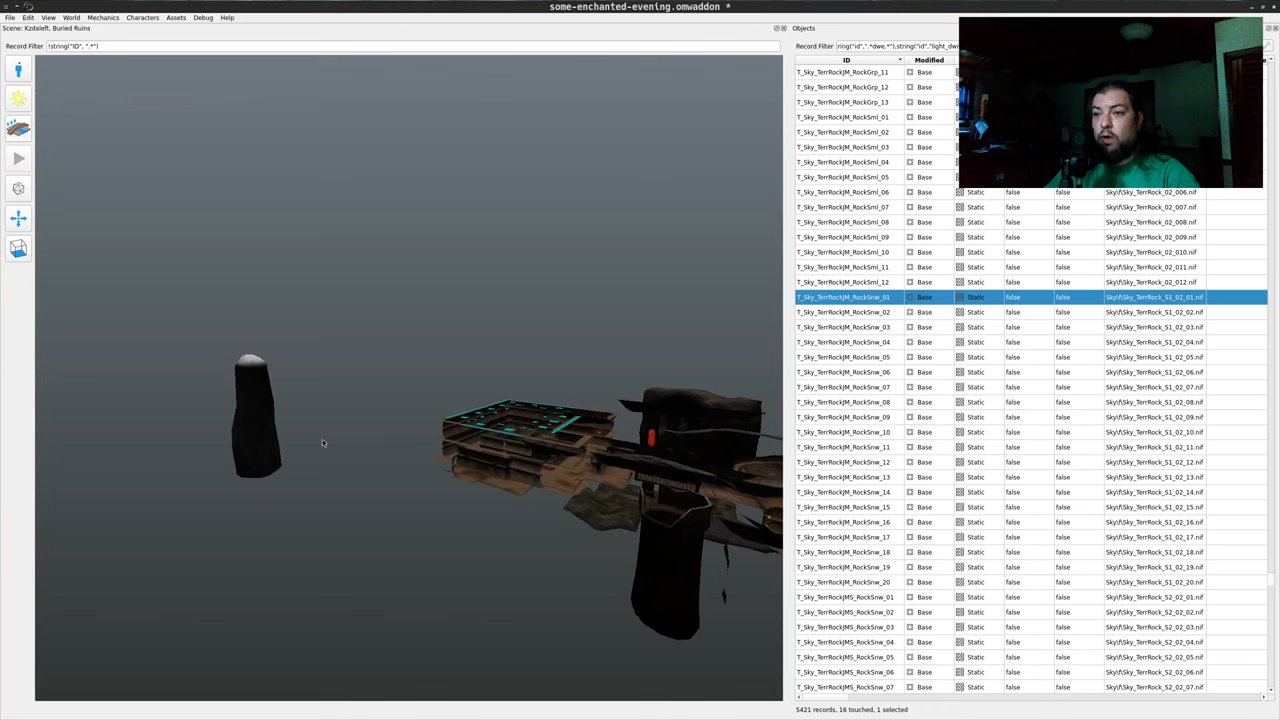 some-enchanted-evening.omwaddon *
File Edit View World Mechanics Characters Assets Debug Help
Scene: Kzdaleft, Buried Ruins
Objects
Record Filter !string("ID", ".*")
Record Filter ring("id",".*dwe.*"),string("id","light_dw
ID Modified
T_Sky_TerrRockJM_RockGrp_11 Base
T_Sky_TerrRockJM_RockGrp_12 Base
T_Sky_TerrRockJM_RockGrp_13 Base
T_Sky_TerrRockJM_RockSml_01 Base
T_Sky_TerrRockJM_RockSml_02 Base
T_Sky_TerrRockJM_RockSml_03 Base
T_Sky_TerrRockJM_RockSml_04 Base
T_Sky_TerrRockJM_RockSml_05 Base
T_Sky_TerrRockJM_RockSml_06 Base Static false false Sky\f\Sky_TerrRock_02_006.nif
T_Sky_TerrRockJM_RockSml_07 Base Static false false Sky\f\Sky_TerrRock_02_007.nif
T_Sky_TerrRockJM_RockSml_08 Base Static false false Sky\f\Sky_TerrRock_02_008.nif
T_Sky_TerrRockJM_RockSml_09 Base Static false false Sky\f\Sky_TerrRock_02_009.nif
T_Sky_TerrRockJM_RockSml_10 Base Static false false Sky\f\Sky_TerrRock_02_010.nif
T_Sky_TerrRockJM_RockSml_11 Base Static false false Sky\f\Sky_TerrRock_02_011.nif
T_Sky_TerrRockJM_RockSml_12 Base Static false false Sky\f\Sky_TerrRock_02_012.nif
T_Sky_TerrRockJM_RockSnw_01 Base Static false false Sky\f\Sky_TerrRock_S1_02_01.nif
T_Sky_TerrRockJM_RockSnw_02 Base Static false false Sky\f\Sky_TerrRock_S1_02_02.nif
T_Sky_TerrRockJM_RockSnw_03 Base Static false false Sky\f\Sky_TerrRock_S1_02_03.nif
T_Sky_TerrRockJM_RockSnw_04 Base Static false false Sky\f\Sky_TerrRock_S1_02_04.nif
T_Sky_TerrRockJM_RockSnw_05 Base Static false false Sky\f\Sky_TerrRock_S1_02_05.nif
T_Sky_TerrRockJM_RockSnw_06 Base Static false false Sky\f\Sky_TerrRock_S1_02_06.nif
T_Sky_TerrRockJM_RockSnw_07 Base Static false false Sky\f\Sky_TerrRock_S1_02_07.nif
T_Sky_TerrRockJM_RockSnw_08 Base Static false false Sky\f\Sky_TerrRock_S1_02_08.nif
T_Sky_TerrRockJM_RockSnw_09 Base Static false false Sky\f\Sky_TerrRock_S1_02_09.nif
T_Sky_TerrRockJM_RockSnw_10 Base Static false false Sky\f\Sky_TerrRock_S1_02_10.nif
T_Sky_TerrRockJM_RockSnw_11 Base Static false false Sky\f\Sky_TerrRock_S1_02_11.nif
T_Sky_TerrRockJM_RockSnw_12 Base Static false false Sky\f\Sky_TerrRock_S1_02_12.nif
T_Sky_TerrRockJM_RockSnw_13 Base Static false false Sky\f\Sky_TerrRock_S1_02_13.nif
T_Sky_TerrRockJM_RockSnw_14 Base Static false false Sky\f\Sky_TerrRock_S1_02_14.nif
T_Sky_TerrRockJM_RockSnw_15 Base Static false false Sky\f\Sky_TerrRock_S1_02_15.nif
T_Sky_TerrRockJM_RockSnw_16 Base Static false false Sky\f\Sky_TerrRock_S1_02_16.nif
T_Sky_TerrRockJM_RockSnw_17 Base Static false false Sky\f\Sky_TerrRock_S1_02_17.nif
T_Sky_TerrRockJM_RockSnw_18 Base Static false false Sky\f\Sky_TerrRock_S1_02_18.nif
T_Sky_TerrRockJM_RockSnw_19 Base Static false false Sky\f\Sky_TerrRock_S1_02_19.nif
T_Sky_TerrRockJM_RockSnw_20 Base Static false false Sky\f\Sky_TerrRock_S1_02_20.nif
T_Sky_TerrRockJMS_RockSnw_01 Base Static false false Sky\f\Sky_TerrRock_S2_02_01.nif
T_Sky_TerrRockJMS_RockSnw_02 Base Static false false Sky\f\Sky_TerrRock_S2_02_02.nif
T_Sky_TerrRockJMS_RockSnw_03 Base Static false false Sky\f\Sky_TerrRock_S2_02_03.nif
T_Sky_TerrRockJMS_RockSnw_04 Base Static false false Sky\f\Sky_TerrRock_S2_02_04.nif
T_Sky_TerrRockJMS_RockSnw_05 Base Static false false Sky\f\Sky_TerrRock_S2_02_05.nif
T_Sky_TerrRockJMS_RockSnw_06 Base Static false false Sky\f\Sky_TerrRock_S2_02_06.nif
T_Sky_TerrRockJMS_RockSnw_07 Base Static false false Sky\f\Sky_TerrRock_S2_02_07.nif
5421 records, 16 touched, 1 selected